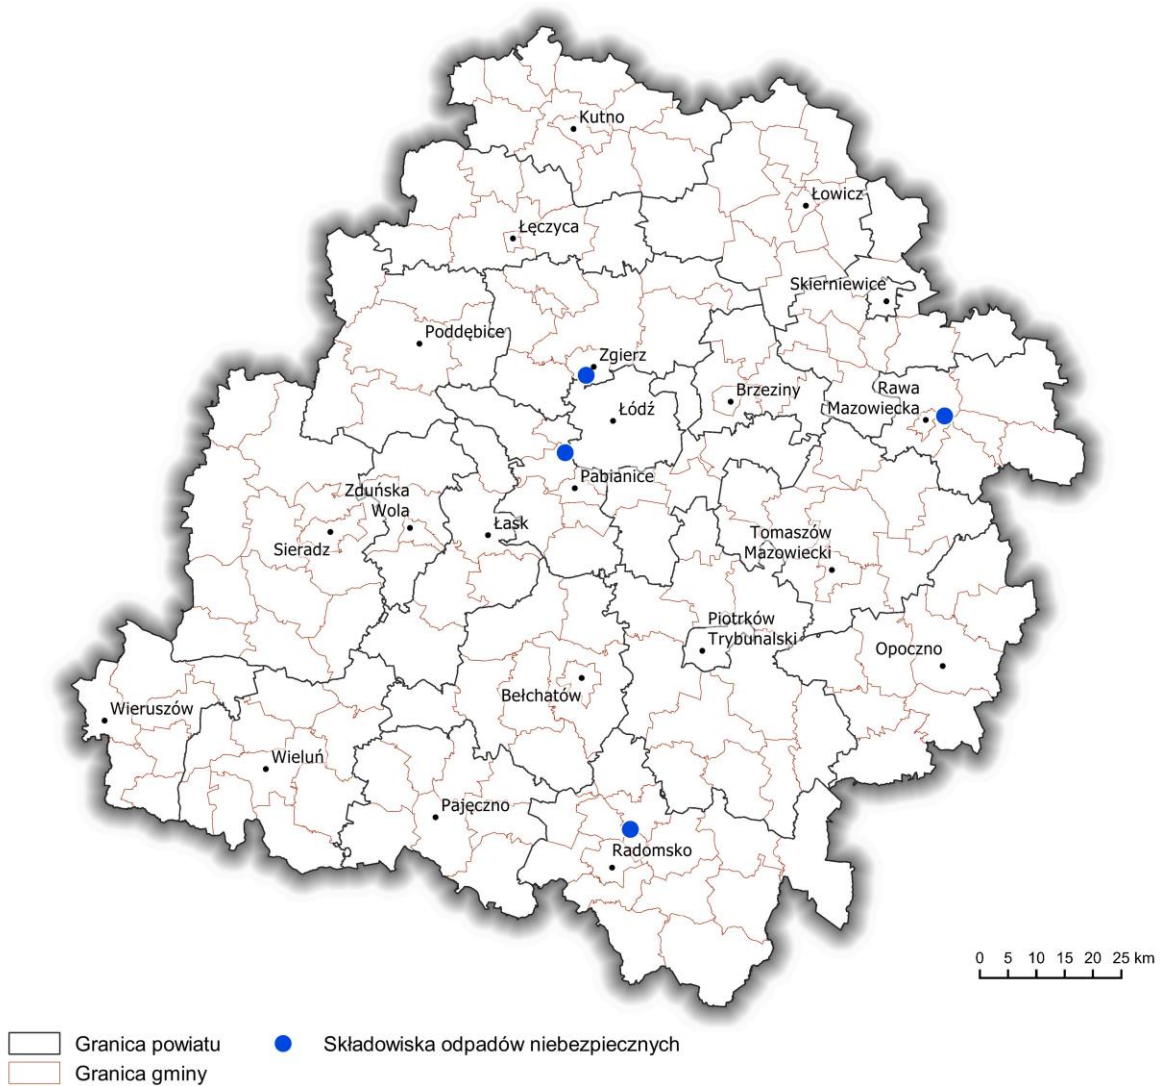 Kutno
Łowicz
Łęczyca
Skierniewice
Poddębice
Zgierz
Brzeziny
Rawa
Mazowiecka
Łódź
Pabianice
Zduńska
Wola
Łask
Sieradz
Tomaszów
Mazowiecki
Piotrków
Trybunalski
Opoczno
Bełchatów
Wieruszów
Wieluń
Pajęczno
Radomsko
0 5 10 15 20 25 km
Granica powiatu
Składowiska odpadów niebezpiecznych
Granica gminy